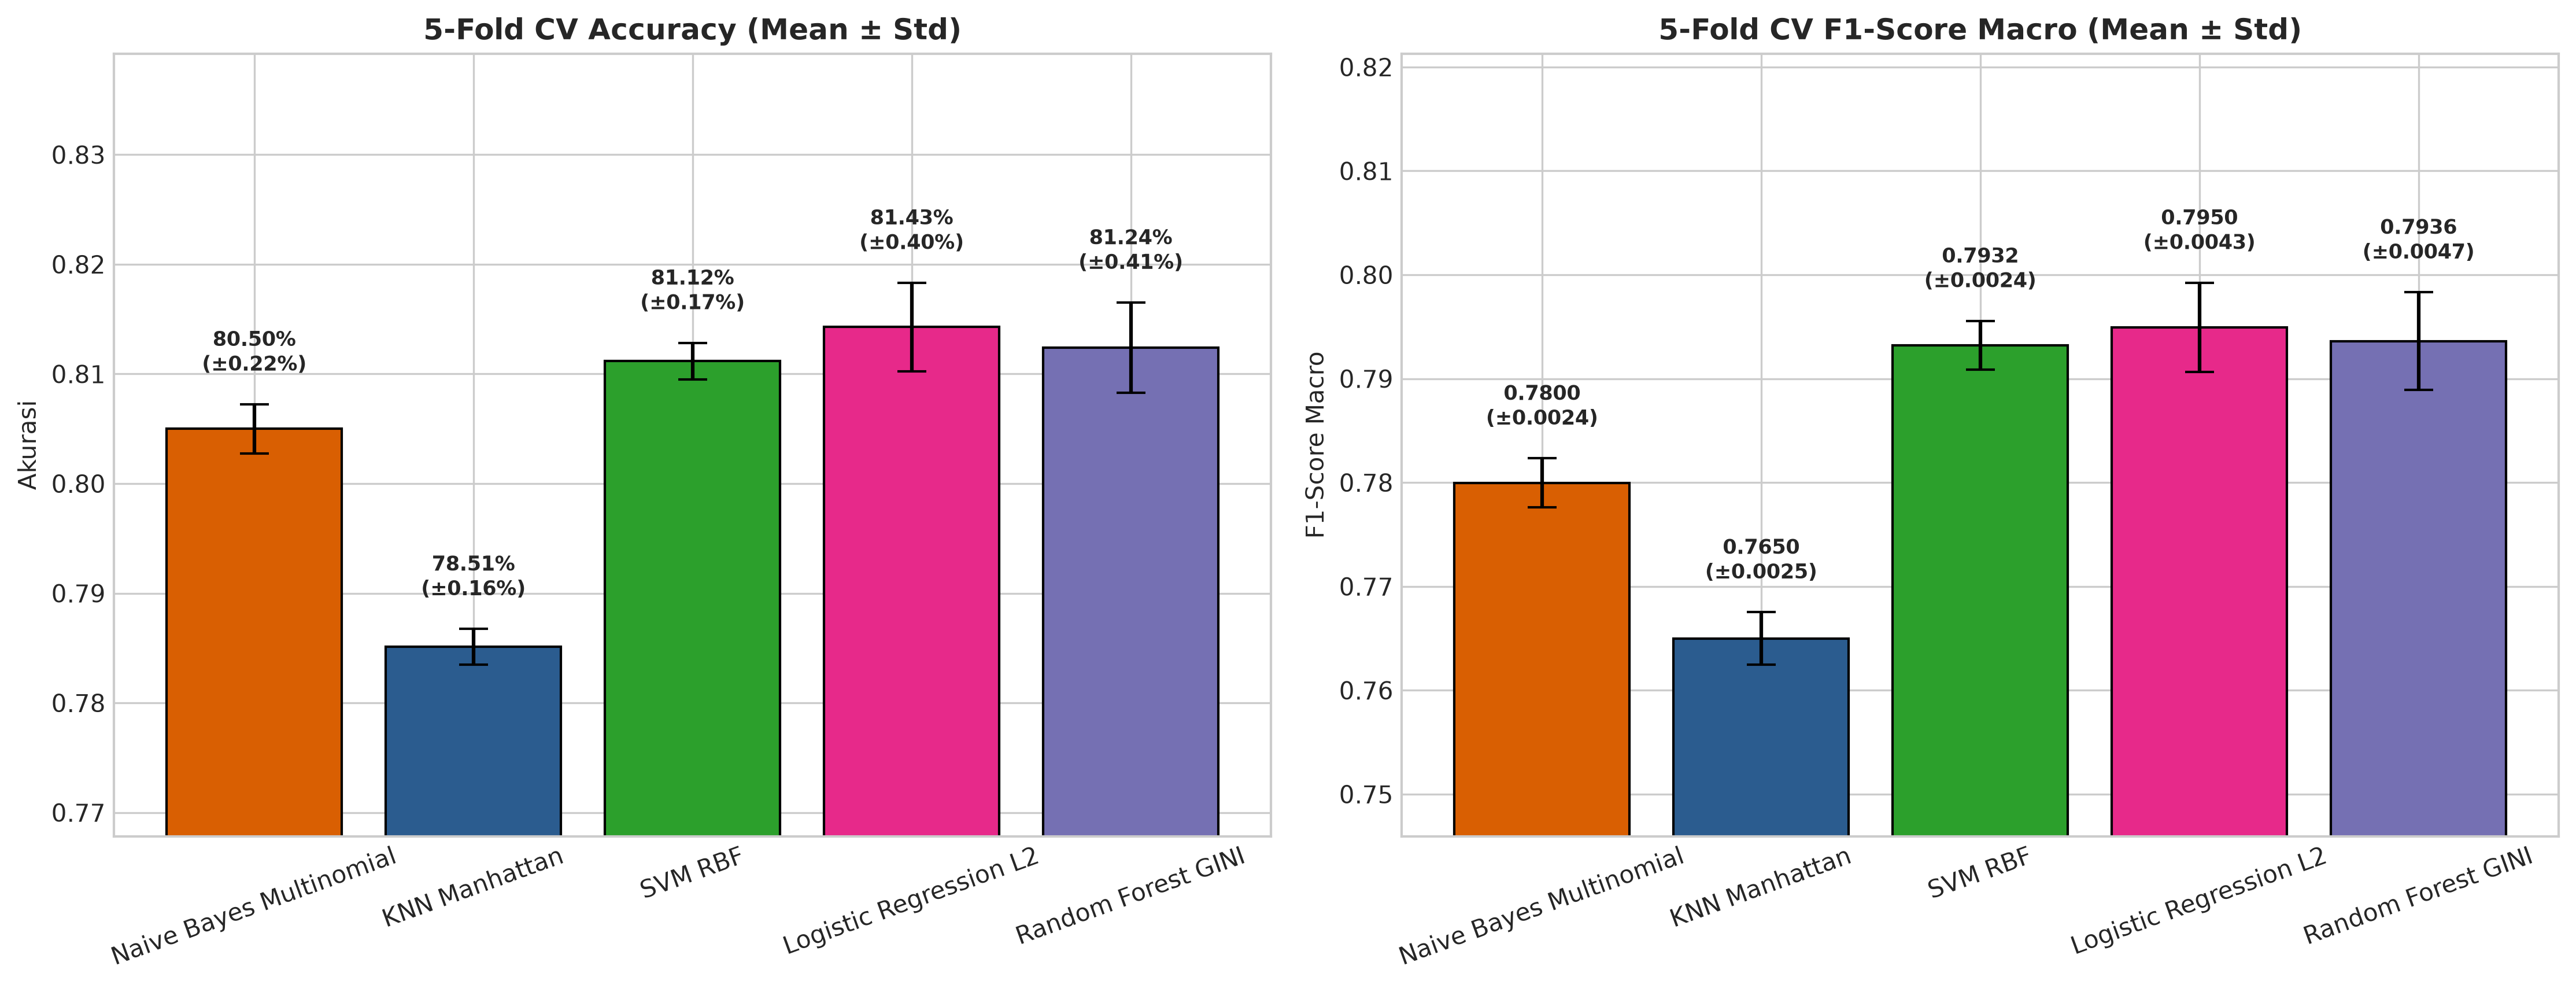 5-Fold CV Accuracy (Mean ± Std)
Akurasi
0.83
0.82
0.81
0.80
0.79
0.78
0.77
80.50%
(±0.22%)
78.51%
(±0.16%)
81.12%
(±0.17%)
81.43%
(±0.40%)
81.24%
(±0.41%)
Naive Bayes Multinomial
KNN Manhattan
SVM RBF
Logistic Regression L2
Random Forest GINI
5-Fold CV F1-Score Macro (Mean ± Std)
F1-Score Macro
0.82
0.81
0.80
0.79
0.78
0.77
0.76
0.75
0.7800
(±0.0024)
0.7650
(±0.0025)
0.7932
(±0.0024)
0.7950
(±0.0043)
0.7936
(±0.0047)
Naive Bayes Multinomial
KNN Manhattan
SVM RBF
Logistic Regression L2
Random Forest GINI